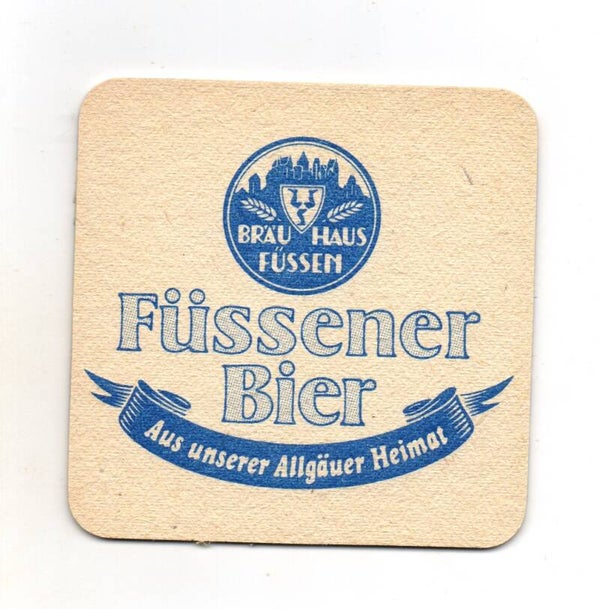 BRÄU HAUS
FÜSSEN
Füssener
Bier
Aus unserer Allgäuer Heimat